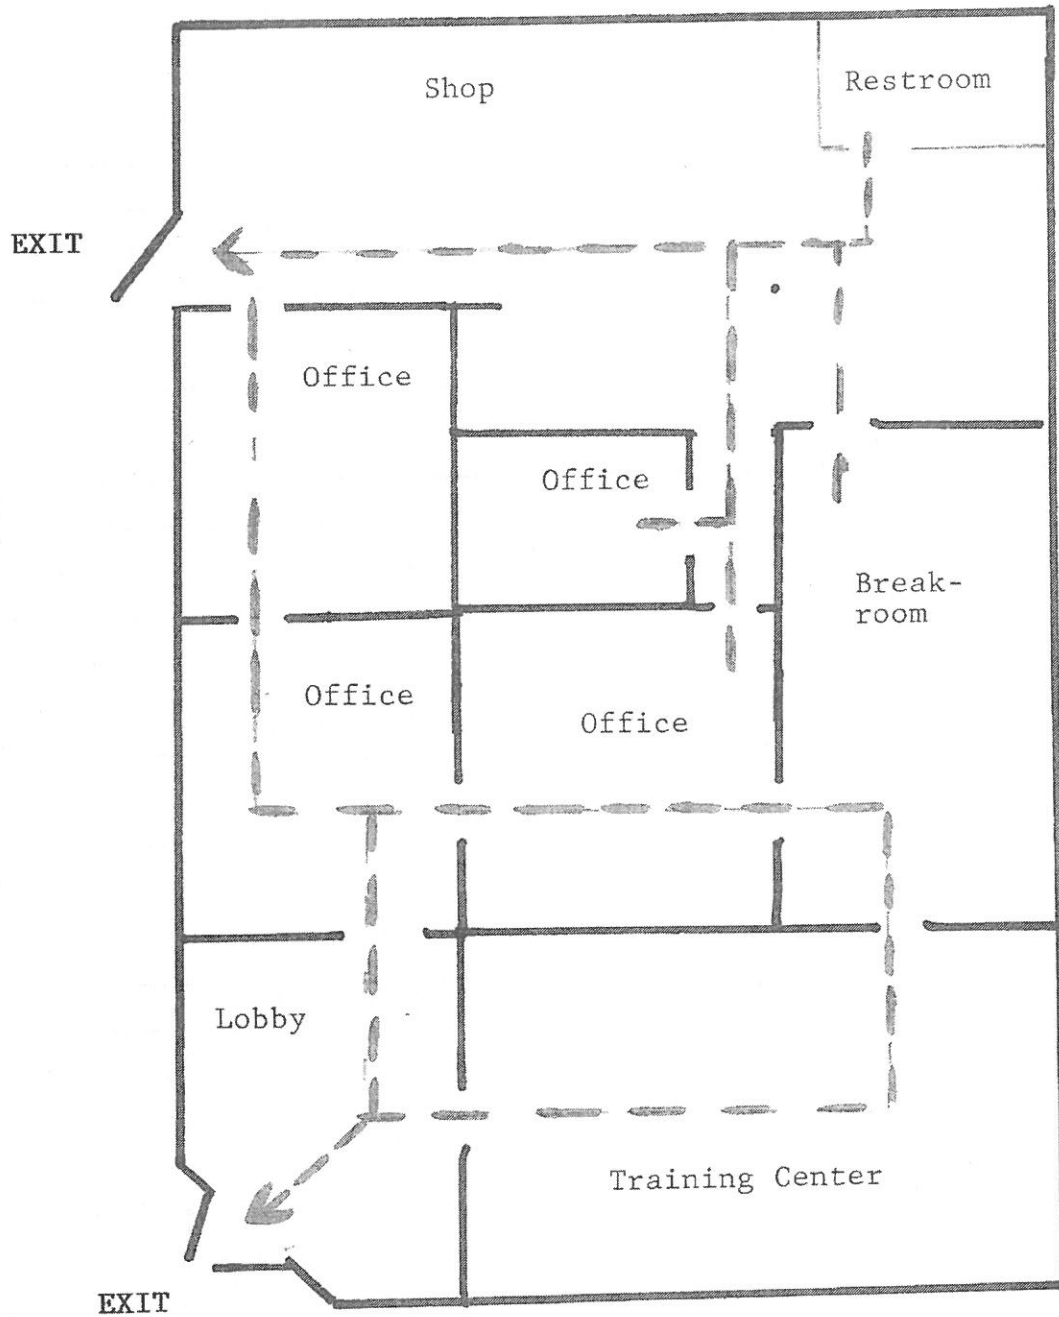 Shop
Restroom
EXIT
Office
Office
Break-
room
Office
Office
Lobby
Training Center
EXIT